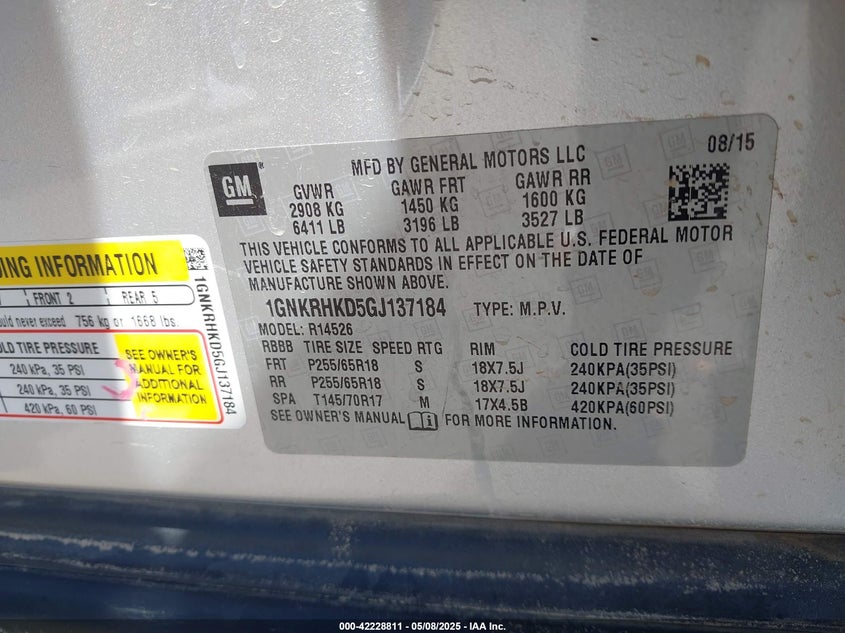 GM
MFD BY GENERAL MOTORS LLC
08/15
GVWR GAWR FRT GAWR RR
2908 KG 1450 KG 1600 KG
6411 LB 3196 LB 3527 LB
THIS VEHICLE CONFORMS TO ALL APPLICABLE U.S. FEDERAL MOTOR
VEHICLE SAFETY STANDARDS IN EFFECT ON THE DATE OF
MANUFACTURE SHOWN ABOVE.
1GNKRHKD5GJ137184 TYPE: M.P.V.
MODEL: R14526
RBBB TIRE SIZE SPEED RTG RIM COLD TIRE PRESSURE
FRT P255/65R18 S 18X7.5J 240KPA(35PSI)
RR P255/65R18 S 18X7.5J 240KPA(35PSI)
SPA T145/70R17 M 17X4.5B 420KPA(60PSI)
SEE OWNER'S MANUAL FOR MORE INFORMATION.
INFORMATION
FRONT 2 REAR 5
never exceed 756 kg or 1668 lbs.
TIRE PRESSURE
240 kPa, 35 PSI
240 kPa, 35 PSI
420 kPa, 60 PSI
SEE OWNER'S
MANUAL FOR
ADDITIONAL
INFORMATION
1GNKRHKD5GJ137184
000-42228811 - 05/08/2025 - IAA Inc.